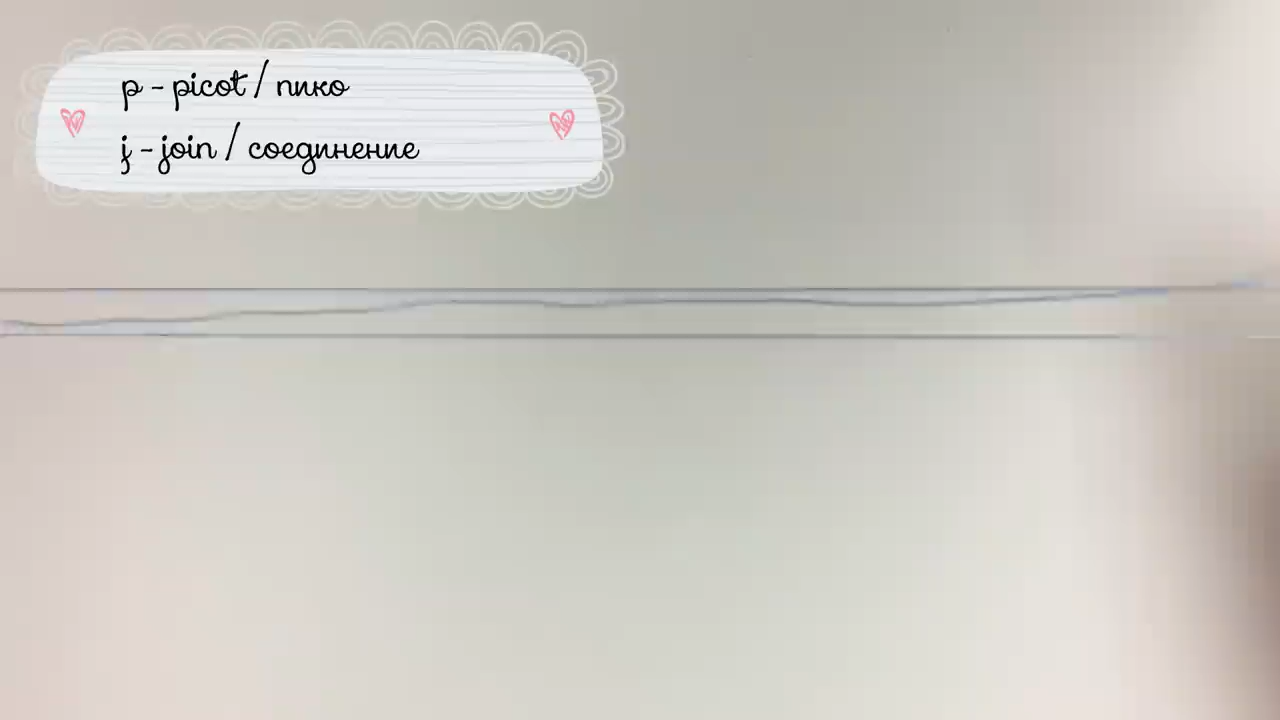 p - picot / пико
j - join / соединение